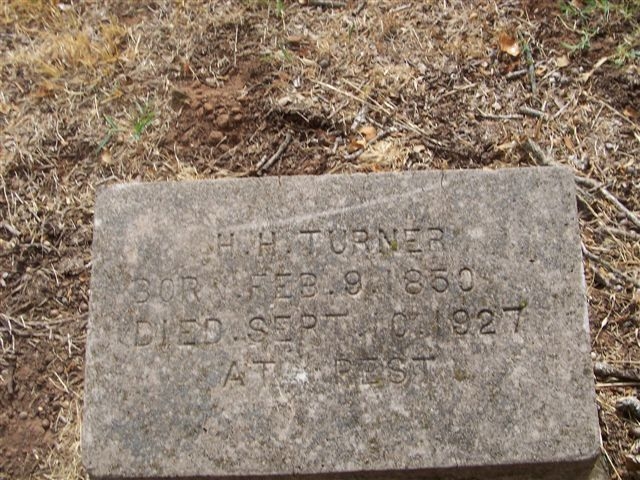 H. H. TURNER
BORN. FEB. 9. 1850
DIED. SEPT. 10. 1927
AT REST